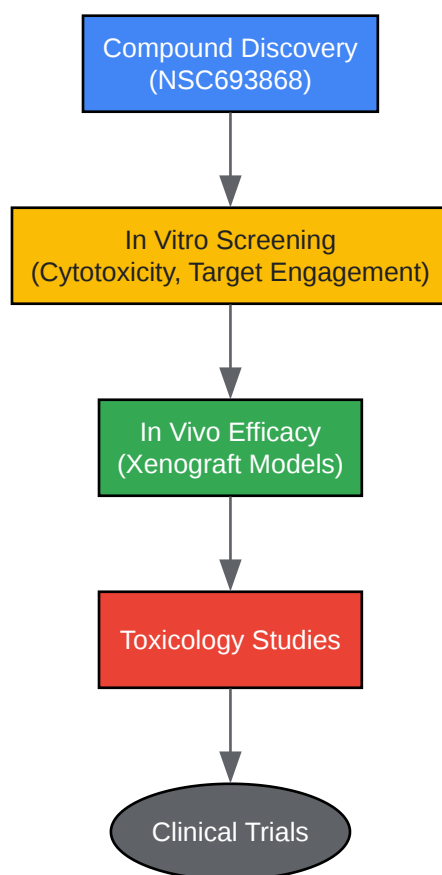 Compound Discovery
(NSC693868)
In Vitro Screening
(Cytotoxicity, Target Engagement)
In Vivo Efficacy
(Xenograft Models)
Toxicology Studies
Clinical Trials